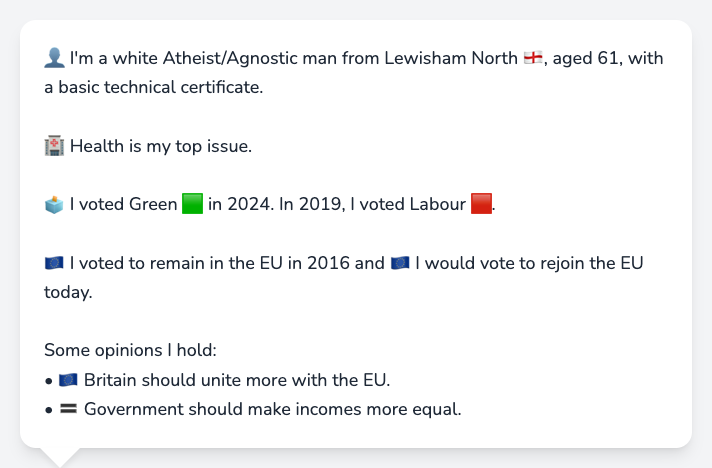 👤 I'm a white Atheist/Agnostic man from Lewisham North 🏴󠁧󠁢󠁥󠁮󠁧󠁿, aged 61, with
a basic technical certificate.
🏥 Health is my top issue.
🗳️ I voted Green 🟩 in 2024. In 2019, I voted Labour 🟥.
🇪🇺 I voted to remain in the EU in 2016 and 🇪🇺 I would vote to rejoin the EU
today.
Some opinions I hold:
• 🇪🇺 Britain should unite more with the EU.
• 🟰 Government should make incomes more equal.